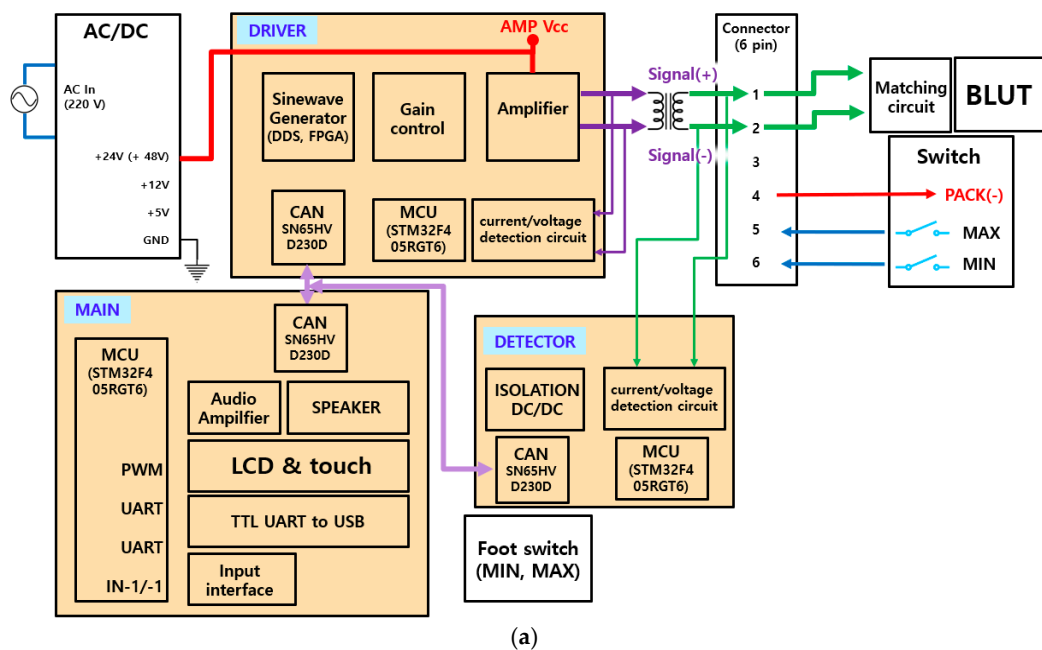 AC/DC
AC In
(220 V)
+24V (+ 48V)
+12V
+5V
GND
DRIVER
AMP Vcc
Sinewave
Generator
(DDS, FPGA)
Gain
control
Amplifier
CAN
SN65HV
D230D
MCU
(STM32F4
05RGT6)
current/voltage
detection circuit
Signal(+)
Signal(-)
Connector
(6 pin)
1
2
3
4
5
6
Matching
circuit
BLUT
Switch
PACK(-)
MAX
MIN
MAIN
MCU
(STM32F4
05RGT6)
PWM
UART
UART
IN-1/-1
CAN
SN65HV
D230D
Audio
Ampilfier
SPEAKER
LCD & touch
TTL UART to USB
Input
interface
DETECTOR
ISOLATION
DC/DC
current/voltage
detection circuit
CAN
SN65HV
D230D
MCU
(STM32F4
05RGT6)
Foot switch
(MIN, MAX)
(a)